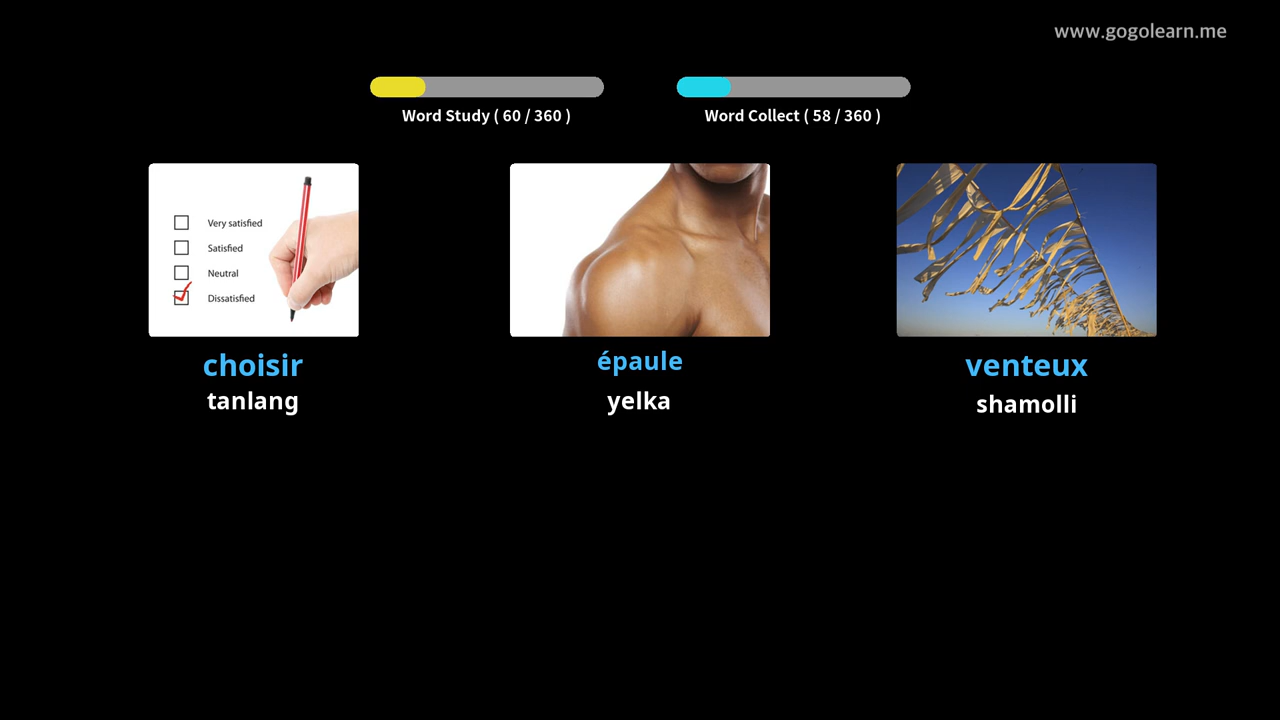 www.gogolearn.me
Word Study ( 60 / 360 )
Word Collect ( 58 / 360 )
Very satisfied
Satisfied
Neutral
Dissatisfied
choisir
tanlang
épaule
yelka
venteux
shamolli